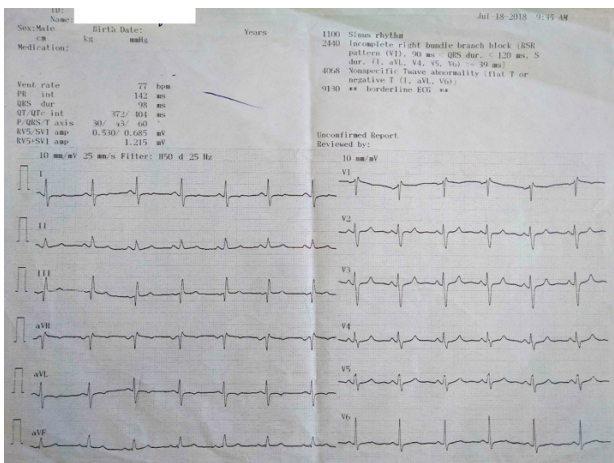 ID:
Name:
Sex:Male Birth Date: Years
cm kg mmHg
Medication:
Vent rate 77 bpm
PR int 142 ms
QRS dur 98 ms
QT/QTc int 372/ 404 ms
P/QRS/T axis 30/ 43/ 60 °
RV5/SV1 amp 0.530/ 0.685 mV
RV5+SV1 amp 1.215 mV
10 mm/mV 25 mm/s Filter: H50 d 25 Hz
Jul-18-2018 9:35 AM
1100 Sinus rhythm
2440 Incomplete right bundle branch block (RSR
pattern (V1), 90 ms < QRS dur. < 120 ms, S
dur. (I, aVL, V4, V5, V6) >= 39 ms)
4068 Nonspecific Twave abnormality (flat T or
negative T (I, aVL, V6))
9130 ** borderline ECG **
Unconfirmed Report
Reviewed by:
10 mm/mV
I
II
III
aVR
aVL
aVF
V1
V2
V3
V4
V5
V6